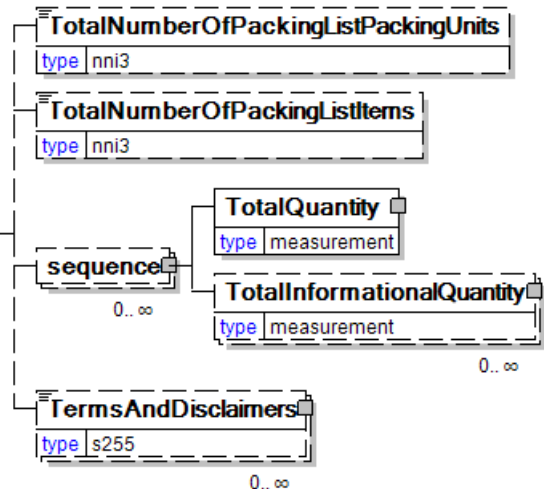 TotalNumberOfPackingListPackingUnits
type nni3
TotalNumberOfPackingListItems
type nni3
TotalQuantity
type measurement
sequence
0.. ∞
TotalInformationalQuantity
type measurement
0.. ∞
TermsAndDisclaimers
type s255
0.. ∞